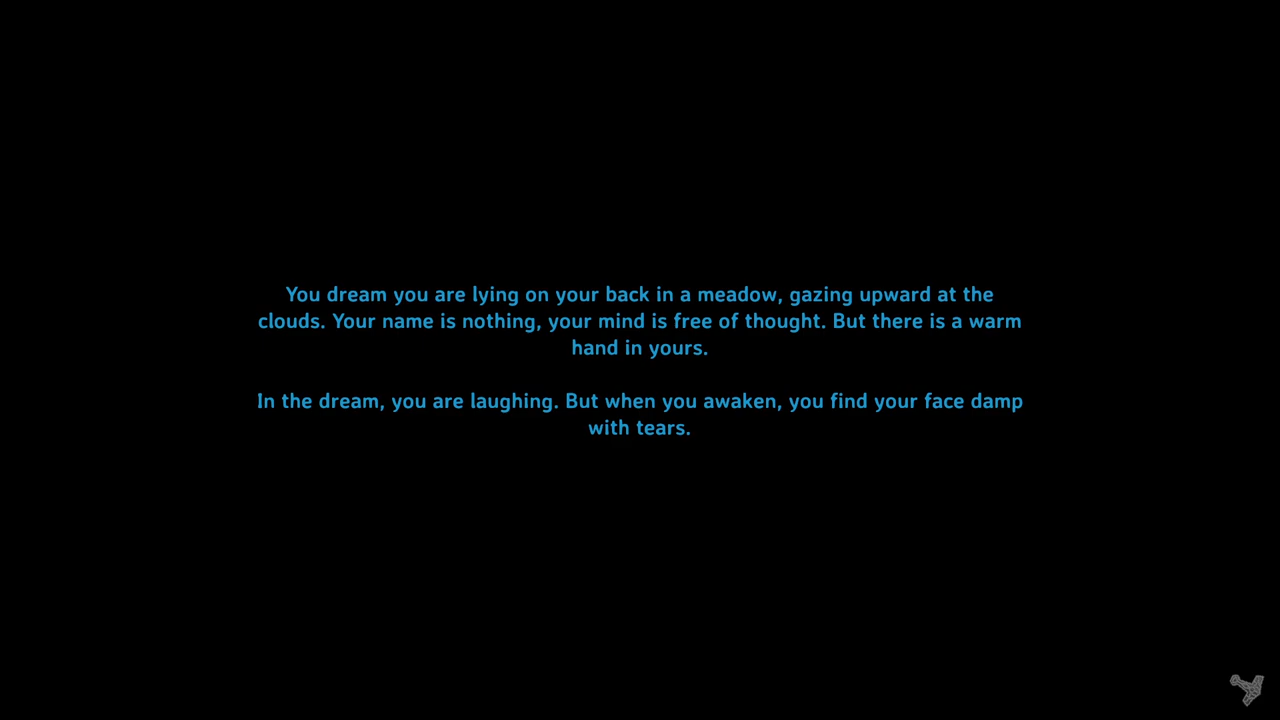 You dream you are lying on your back in a meadow, gazing upward at the
clouds. Your name is nothing, your mind is free of thought. But there is a warm
hand in yours.
In the dream, you are laughing. But when you awaken, you find your face damp
with tears.